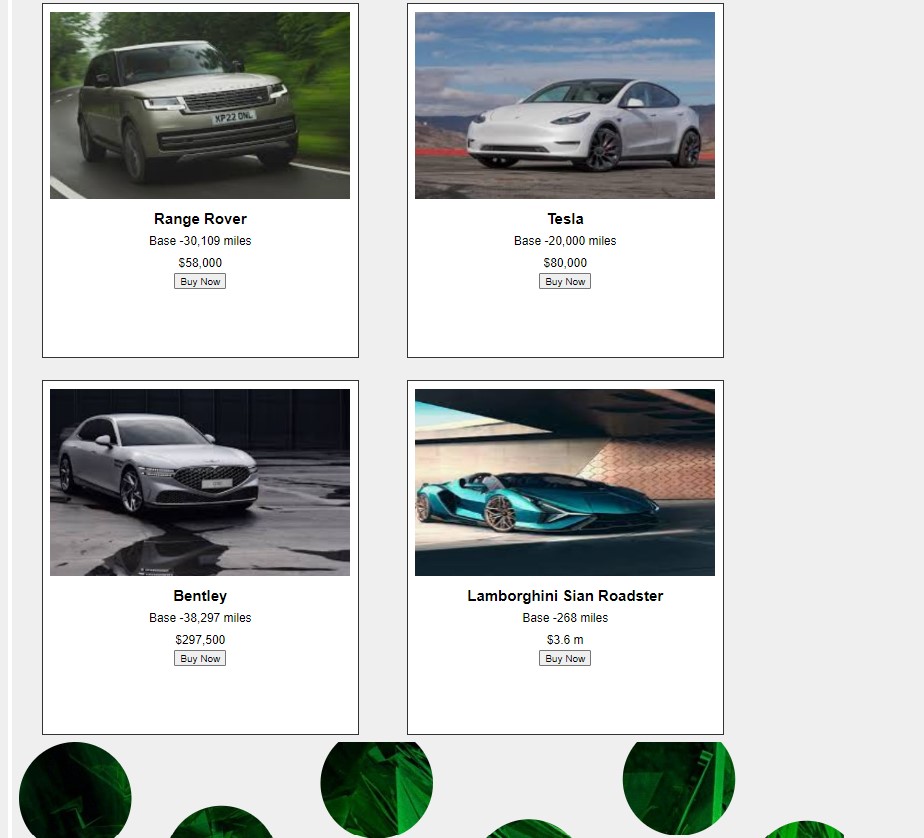 XP22 ONL
Range Rover
Base -30,109 miles
$58,000
Buy Now
Tesla
Base -20,000 miles
$80,000
Buy Now
Bentley
Base -38,297 miles
$297,500
Buy Now
Lamborghini Sian Roadster
Base -268 miles
$3.6 m
Buy Now